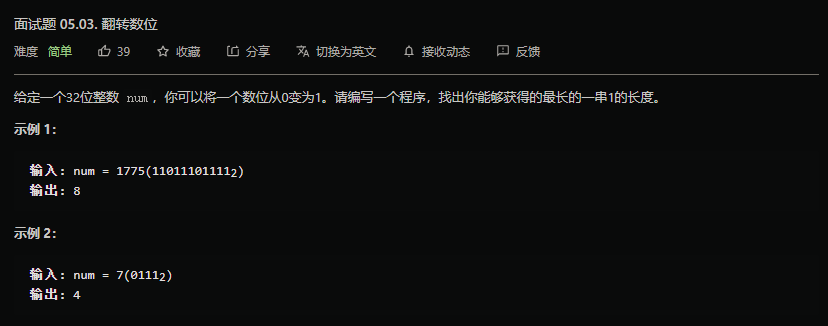 面试题 05.03. 翻转数位
难度 简单 39 收藏 分享 切换为英文 接收动态 反馈
给定一个32位整数 num ，你可以将一个数位从0变为1。请编写一个程序，找出你能够获得的最长的一串1的长度。
示例 1：
输入: num = 1775(11011101111₂)
输出: 8
示例 2：
输入: num = 7(0111₂)
输出: 4